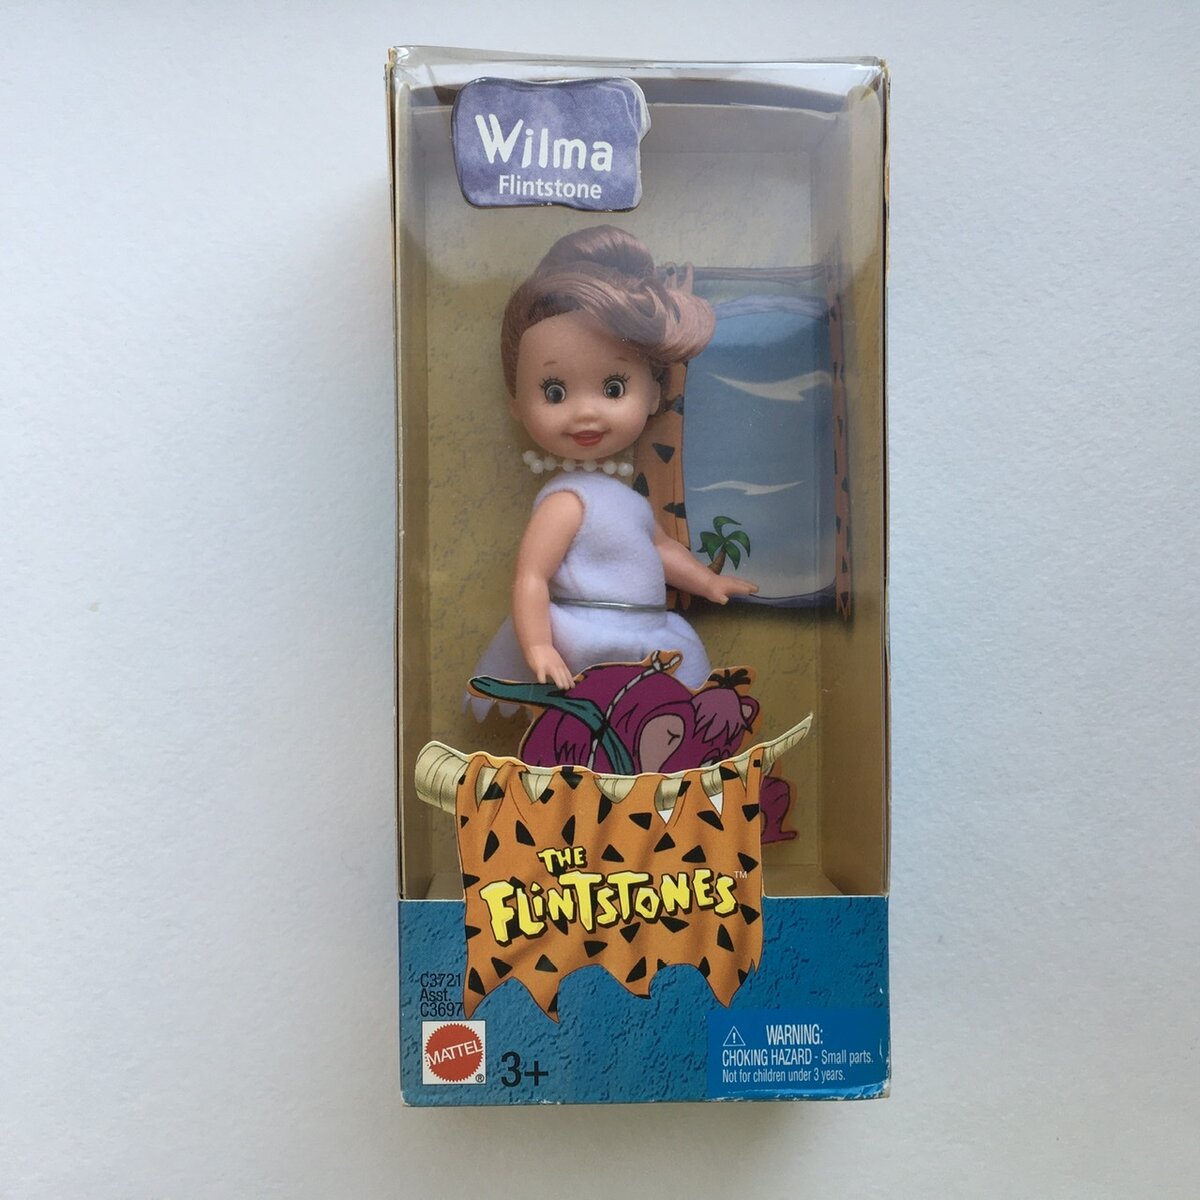 Wilma
Flintstone
THE
FLINTSTONES™
C3721
Asst.
C3697
MATTEL®
3+
⚠ WARNING:
CHOKING HAZARD - Small parts.
Not for children under 3 years.